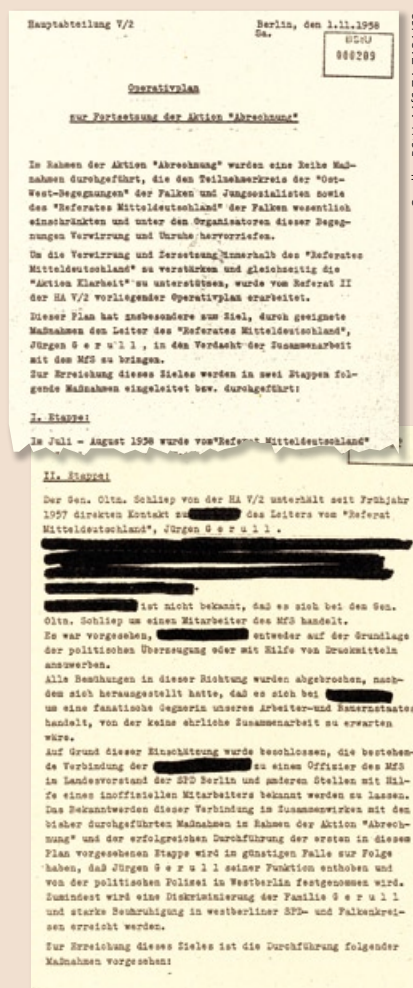 Hauptabteilung V/2
Berlin, den 1.11.1958
Sa.
BStU
000209
Operativplan
zur Fortsetzung der Aktion "Abrechnung"
Im Rahmen der Aktion "Abrechnung" wurden eine Reihe Maß-
nahmen durchgeführt, die den Teilnehmerkreis der "Ost-
West-Begegnungen" der Falken und Jungsozialisten sowie
des "Referates Mitteldeutschland" der Falken wesentlich
einschränkten und unter den Organisatoren dieser Begeg-
nungen Verwirrung und Unruhe hervorriefen.
Um die Verwirrung und Zersetzung innerhalb des "Referates
Mitteldeutschland" zu verstärken und gleichzeitig die
"Aktion Klarheit" zu unterstützen, wurde vom Referat II
der HA V/2 vorliegender Operativplan erarbeitet.
Dieser Plan hat insbesondere zum Ziel, durch geeignete
Maßnahmen den Leiter des "Referates Mitteldeutschland",
Jürgen G e r u l l , in den Verdacht der Zusammenarbeit
mit dem MfS zu bringen.
Zur Erreichung dieses Zieles werden in zwei Etappen fol-
gende Maßnahmen eingeleitet bzw. durchgeführt:
I. Etappe:
Im Juli - August 1958 wurde vom "Referat Mitteldeutschland"
II. Etappe:
Der Gen. Oltn. Schliep von der HA V/2 unterhält seit Frühjahr
1957 direkten Kontakt zu des Leiters vom "Referat
Mitteldeutschland", Jürgen G e r u l l .
ist nicht bekannt, daß es sich bei dem Gen.
Oltn. Schliep um einen Mitarbeiter des MfS handelt.
Es war vorgesehen, entweder auf der Grundlage
der politischen Überzeugung oder mit Hilfe von Druckmitteln
anzuwerben.
Alle Bemühungen in dieser Richtung wurden abgebrochen, nach-
dem sich herausgestellt hatte, daß es sich bei
um eine fanatische Gegnerin unseres Arbeiter-und Bauernstaates
handelt, von der keine ehrliche Zusammenarbeit zu erwarten
wäre.
Auf Grund dieser Einschätzung wurde beschlossen, die bestehen-
de Verbindung der zu einem Offizier des MfS
im Landesvorstand der SPD Berlin und anderen Stellen mit Hil-
fe eines inoffiziellen Mitarbeiters bekannt werden zu lassen.
Das Bekanntwerden dieser Verbindung im Zusammenwirken mit den
bisher durchgeführten Maßnahmen im Rahmen der Aktion "Abrech-
nung" und der erfolgreichen Durchführung der ersten in diesem
Plan vorgesehenen Etappe wird im günstigen Falle zur Folge
haben, daß Jürgen G e r u l l seiner Funktion enthoben und
von der politischen Polizei in Westberlin festgenommen wird.
Zumindest wird eine Diskriminierung der Familie G e r u l l
und starke Beunruhigung in westberliner SPD- und Falkenkrei-
sen erreicht werden.
Zur Erreichung dieses Zieles ist die Durchführung folgender
Maßnahmen vorgesehen: